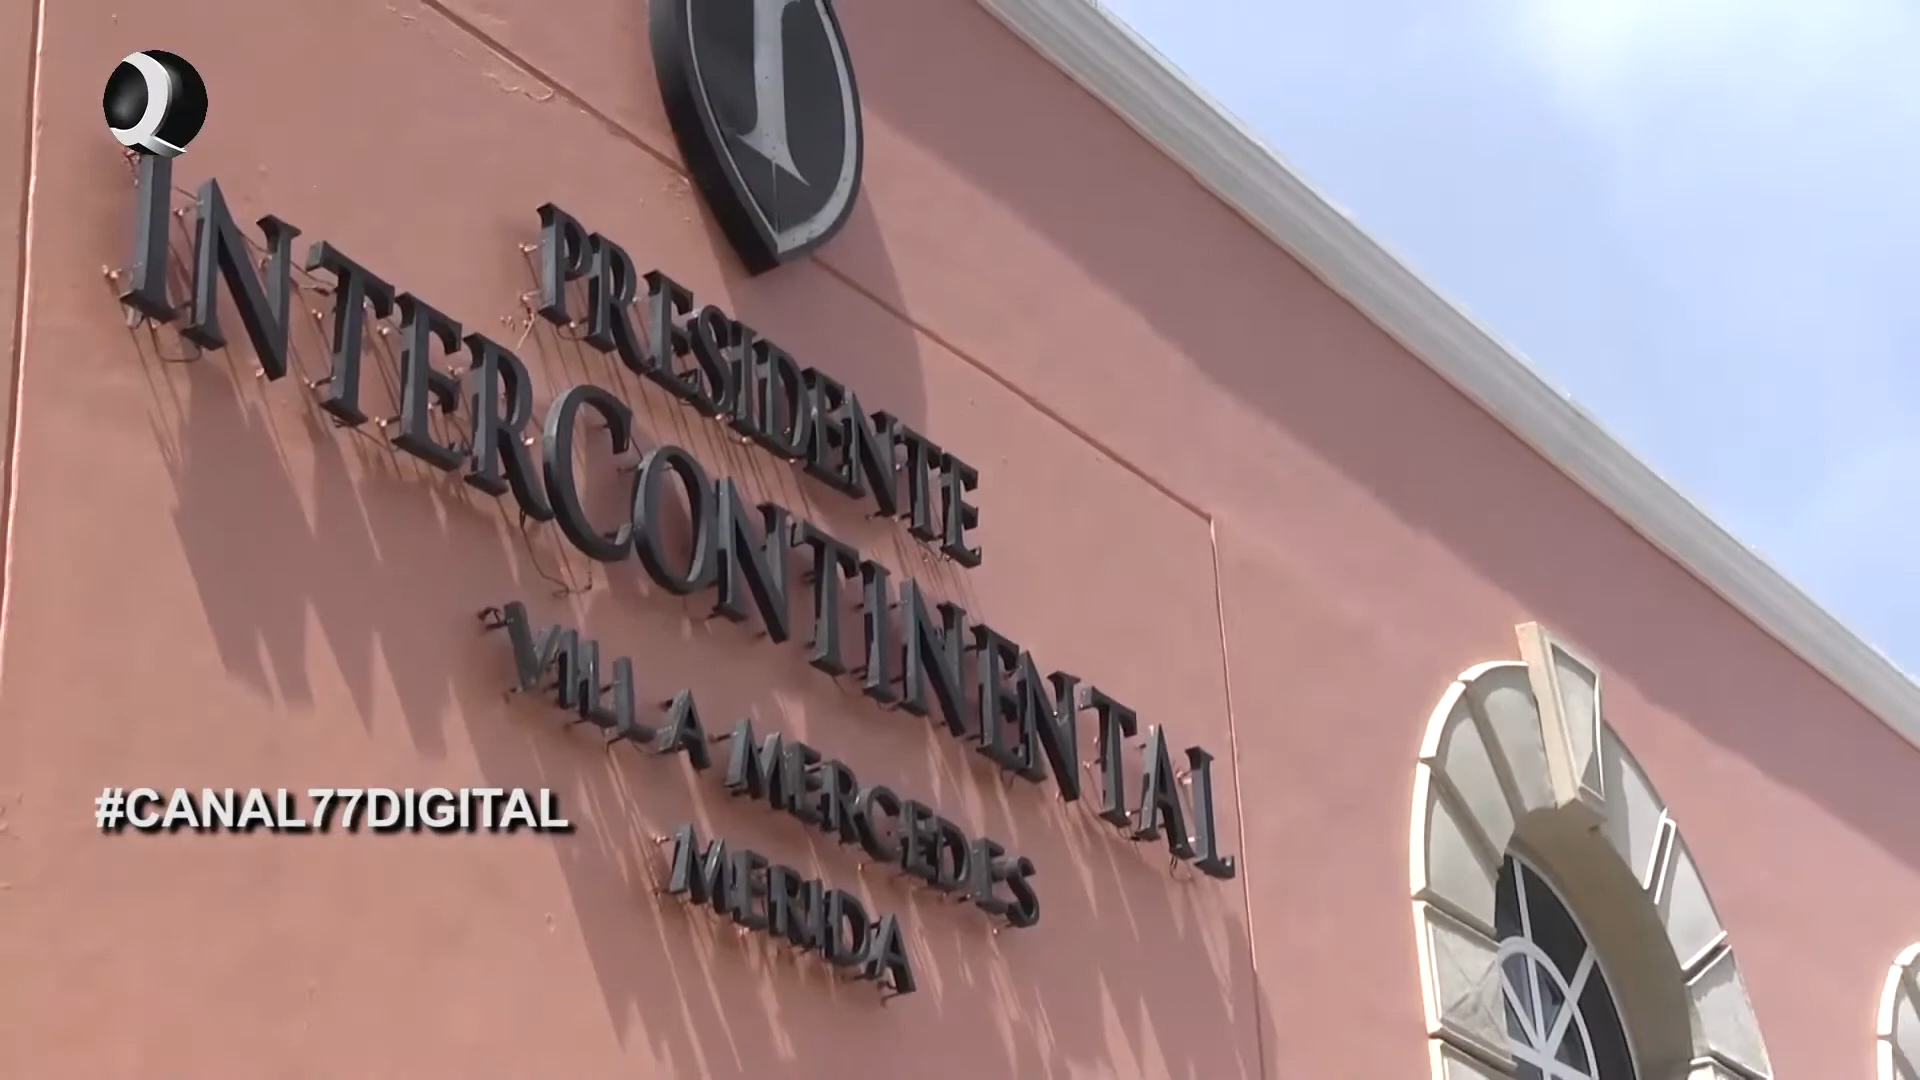 PRESIDENTE
INTERCONTINENTAL
VILLA MERCEDES
MERIDA
#CANAL77DIGITAL